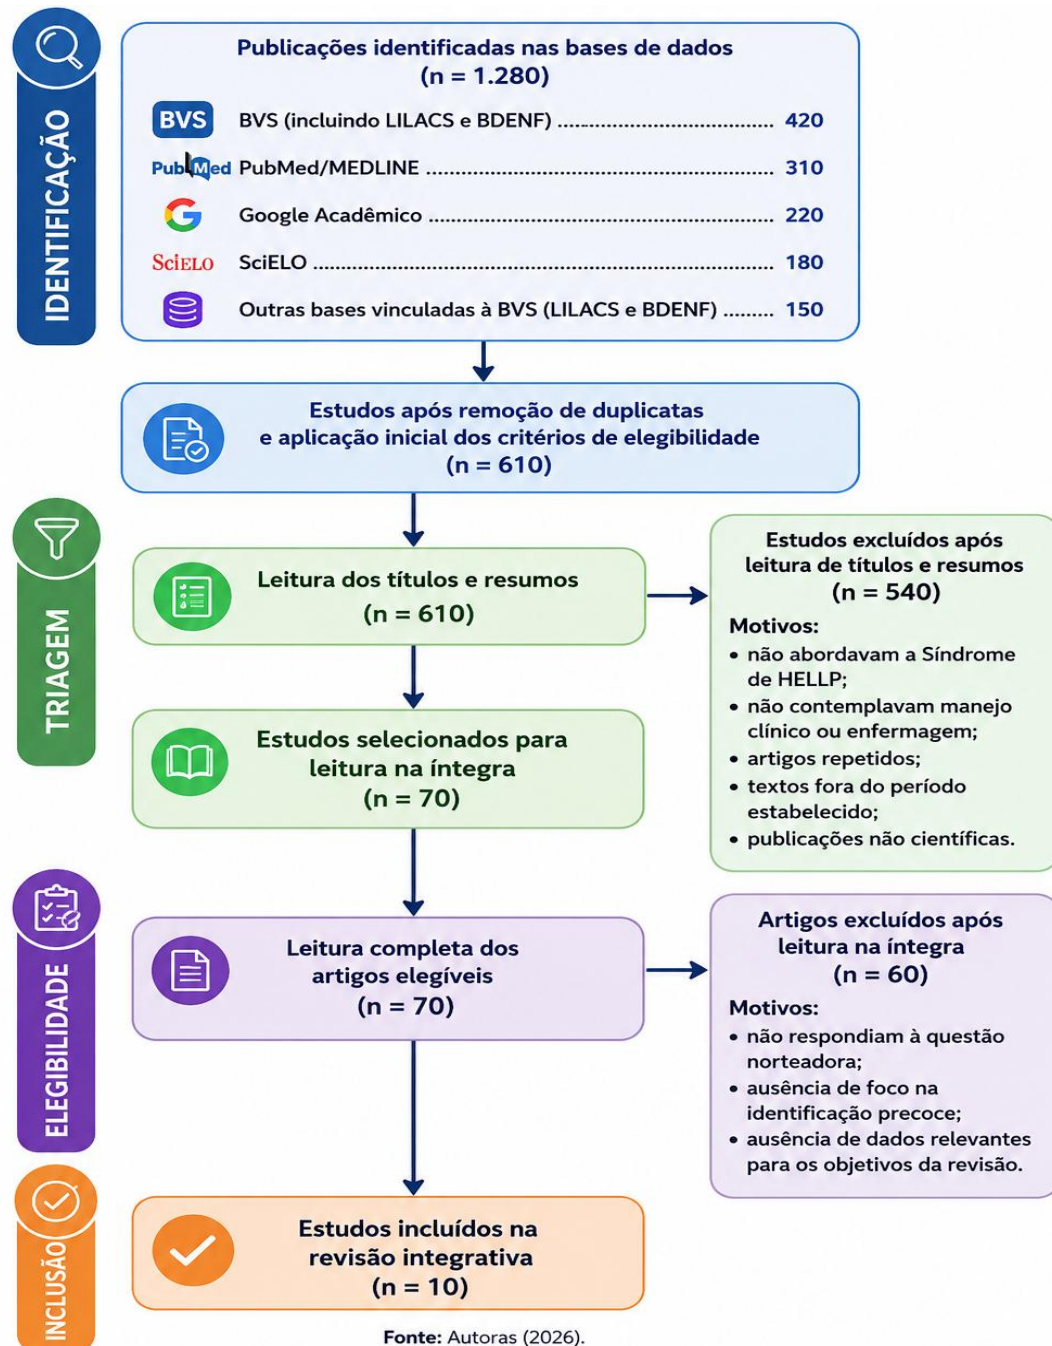 IDENTIFICAÇÃO
Publicações identificadas nas bases de dados
(n = 1.280)
BVS BVS (incluindo LILACS e BDENF) ........................................ 420
PubMed PubMed/MEDLINE ................................................................ 310
G Google Acadêmico ................................................................ 220
SciELO SciELO ................................................................................ 180
Outras bases vinculadas à BVS (LILACS e BDENF) ......... 150
Estudos após remoção de duplicatas
e aplicação inicial dos critérios de elegibilidade
(n = 610)
TRIAGEM
Leitura dos títulos e resumos
(n = 610)
Estudos excluídos após
leitura de títulos e resumos
(n = 540)
Motivos:
• não abordavam a Síndrome
de HELLP;
• não contemplavam manejo
clínico ou enfermagem;
• artigos repetidos;
• textos fora do período
estabelecido;
• publicações não científicas.
Estudos selecionados para
leitura na íntegra
(n = 70)
ELEGIBILIDADE
Leitura completa dos
artigos elegíveis
(n = 70)
Artigos excluídos após
leitura na íntegra
(n = 60)
Motivos:
• não respondiam à questão
norteadora;
• ausência de foco na
identificação precoce;
• ausência de dados relevantes
para os objetivos da revisão.
INCLUSÃO
Estudos incluídos na
revisão integrativa
(n = 10)
Fonte: Autoras (2026).